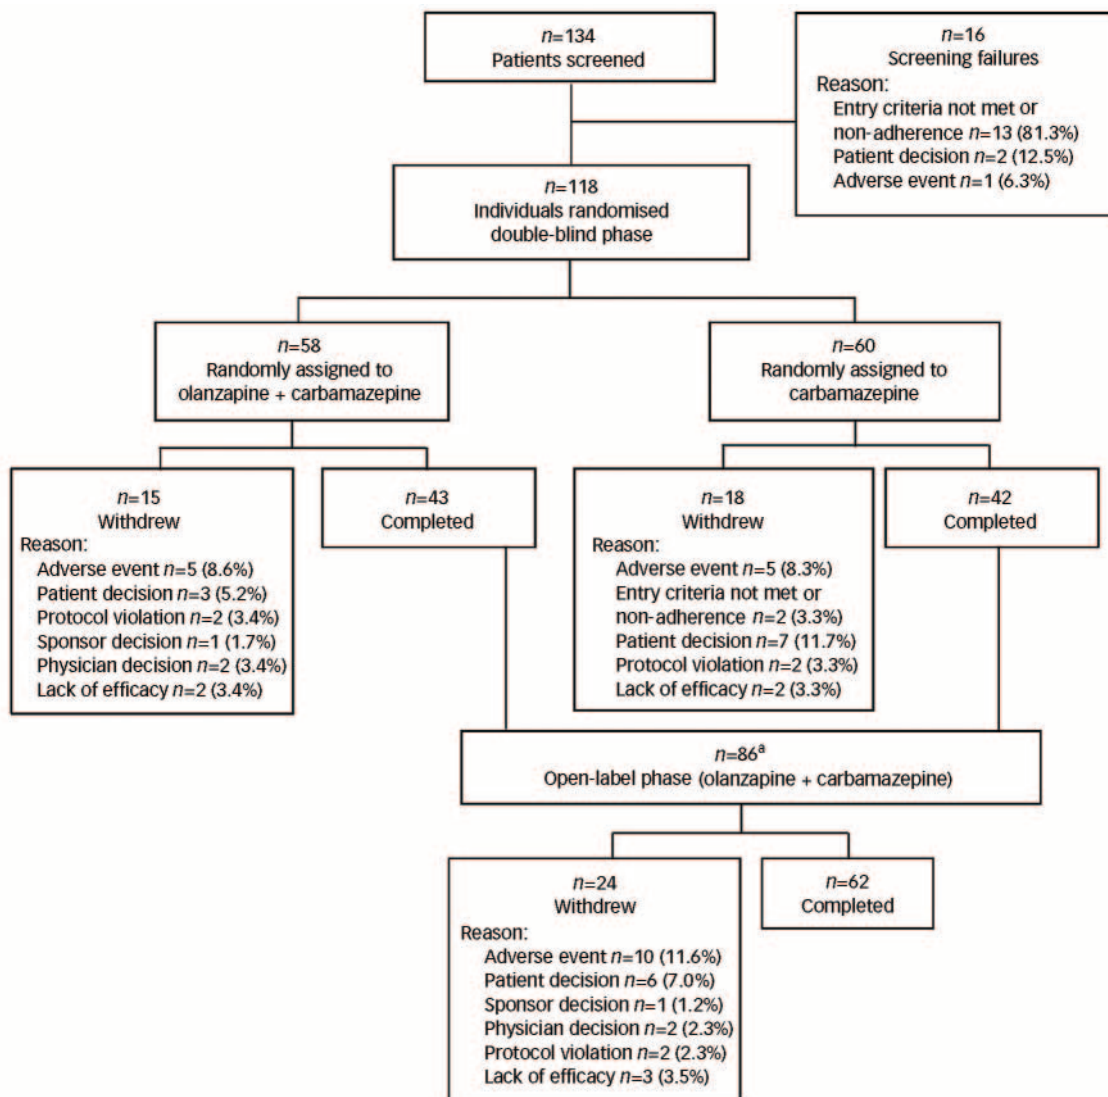 n=134
Patients screened
n=16
Screening failures
Reason:
Entry criteria not met or
non-adherence n=13 (81.3%)
Patient decision n=2 (12.5%)
Adverse event n=1 (6.3%)
n=118
Individuals randomised
double-blind phase
n=58
Randomly assigned to
olanzapine + carbamazepine
n=60
Randomly assigned to
carbamazepine
n=15
Withdrew
Reason:
Adverse event n=5 (8.6%)
Patient decision n=3 (5.2%)
Protocol violation n=2 (3.4%)
Sponsor decision n=1 (1.7%)
Physician decision n=2 (3.4%)
Lack of efficacy n=2 (3.4%)
n=43
Completed
n=18
Withdrew
Reason:
Adverse event n=5 (8.3%)
Entry criteria not met or
non-adherence n=2 (3.3%)
Patient decision n=7 (11.7%)
Protocol violation n=2 (3.3%)
Lack of efficacy n=2 (3.3%)
n=42
Completed
n=86ª
Open-label phase (olanzapine + carbamazepine)
n=24
Withdrew
Reason:
Adverse event n=10 (11.6%)
Patient decision n=6 (7.0%)
Sponsor decision n=1 (1.2%)
Physician decision n=2 (2.3%)
Protocol violation n=2 (2.3%)
Lack of efficacy n=3 (3.5%)
n=62
Completed